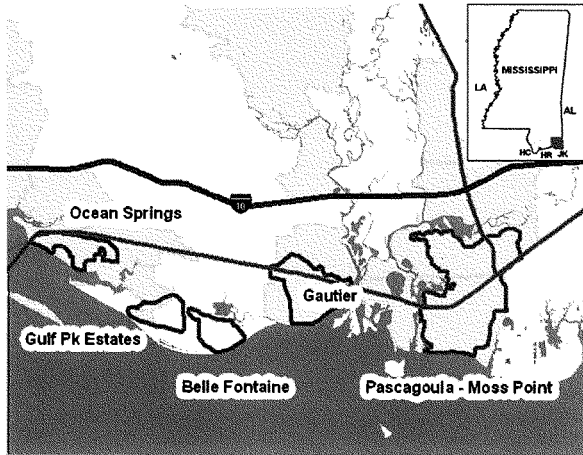 MISSISSIPPI
LA
AL
HC
HR
JK
10
Ocean Springs
Gautier
Gulf Pk Estates
Belle Fontaine
Pascagoula - Moss Point